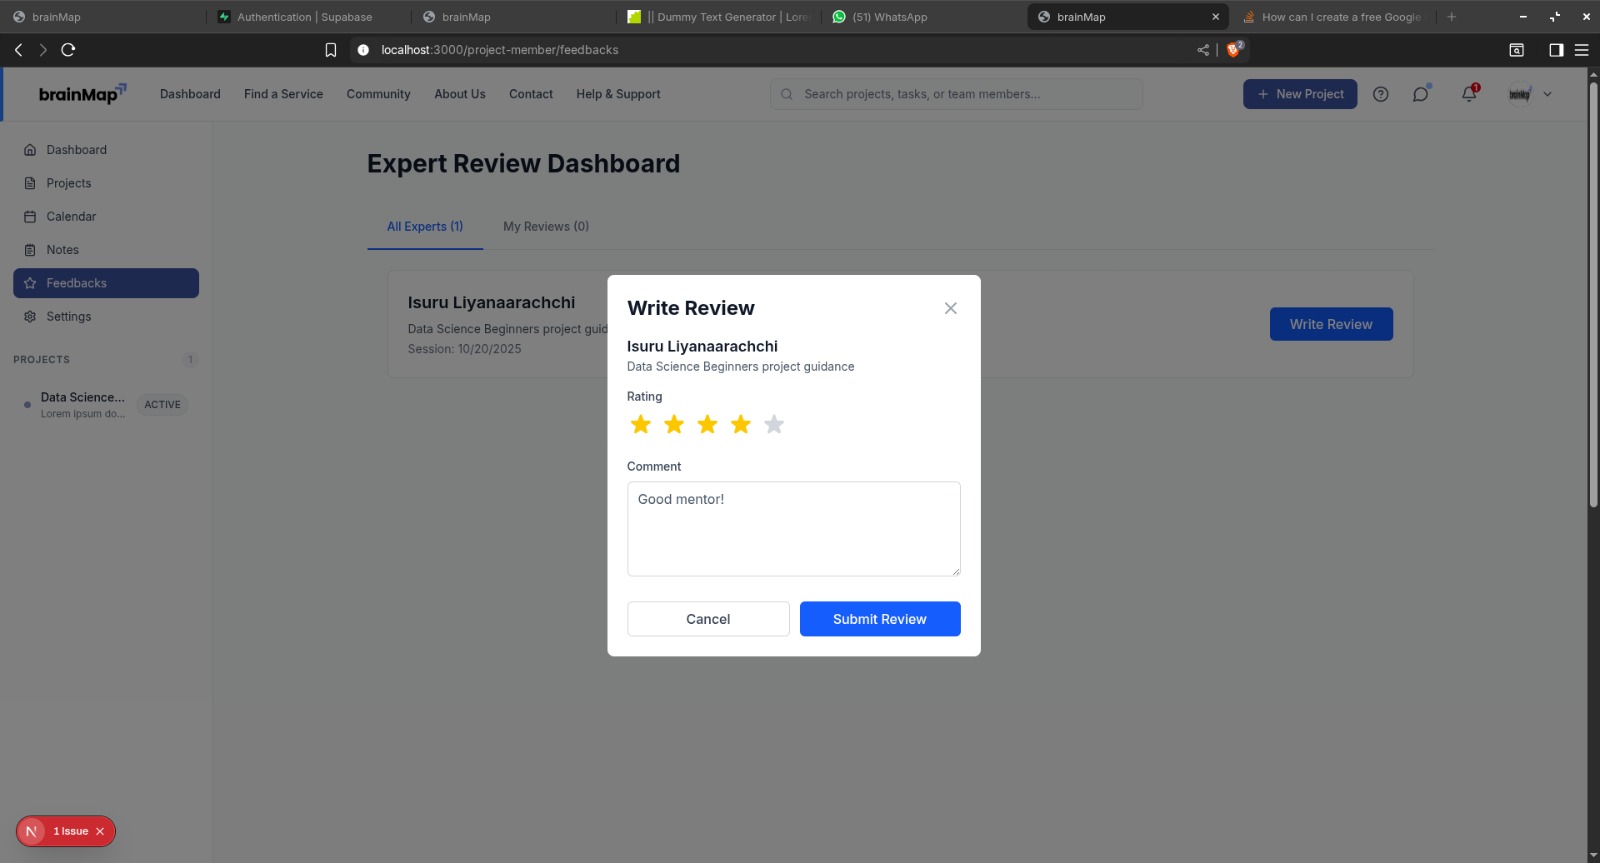 brainMap
Authentication | Supabase
brainMap
|| Dummy Text Generator | Lore
(51) WhatsApp
brainMap
How can I create a free Google
localhost:3000/project-member/feedbacks
2
brainMap
Dashboard
Find a Service
Community
About Us
Contact
Help & Support
Search projects, tasks, or team members...
+ New Project
1
brainMap
Dashboard
Projects
Calendar
Notes
Feedbacks
Settings
PROJECTS
1
Data Science...
Lorem ipsum do...
ACTIVE
Expert Review Dashboard
All Experts (1)
My Reviews (0)
Isuru Liyanaarachchi
Data Science Beginners project guid
Session: 10/20/2025
Write Review
Write Review
Isuru Liyanaarachchi
Data Science Beginners project guidance
Rating
Comment
Good mentor!
Cancel
Submit Review
N
1 Issue